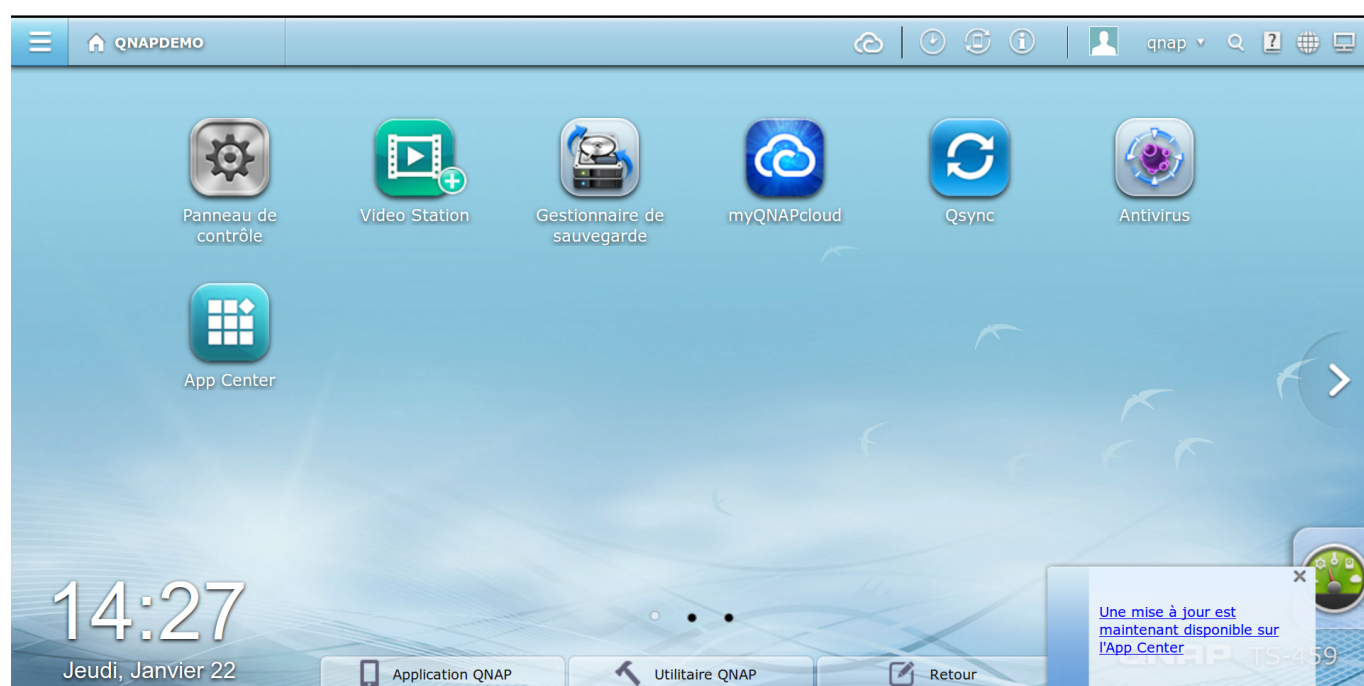 QNAPDEMO
qnap
Panneau de
contrôle
Video Station
Gestionnaire de
sauvegarde
myQNAPcloud
Qsync
Antivirus
App Center
14:27
Jeudi, Janvier 22
Application QNAP
Utilitaire QNAP
Retour
Une mise à jour est
maintenant disponible sur
l'App Center
QNAP TS-459